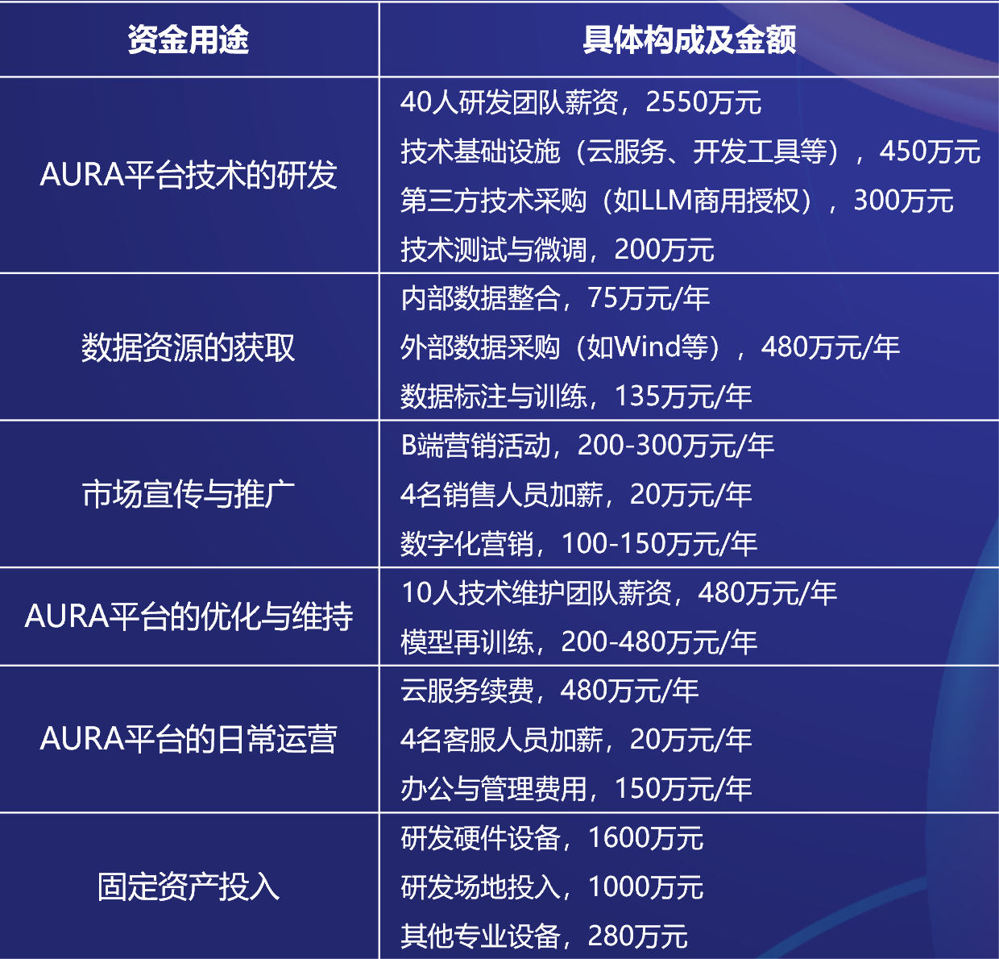 资金用途
具体构成及金额
AURA平台技术的研发
40人研发团队薪资，2550万元
技术基础设施（云服务、开发工具等），450万元
第三方技术采购（如LLM商用授权），300万元
技术测试与微调，200万元
数据资源的获取
内部数据整合，75万元/年
外部数据采购（如Wind等），480万元/年
数据标注与训练，135万元/年
市场宣传与推广
B端营销活动，200-300万元/年
4名销售人员加薪，20万元/年
数字化营销，100-150万元/年
AURA平台的优化与维持
10人技术维护团队薪资，480万元/年
模型再训练，200-480万元/年
AURA平台的日常运营
云服务续费，480万元/年
4名客服人员加薪，20万元/年
办公与管理费用，150万元/年
固定资产投入
研发硬件设备，1600万元
研发场地投入，1000万元
其他专业设备，280万元